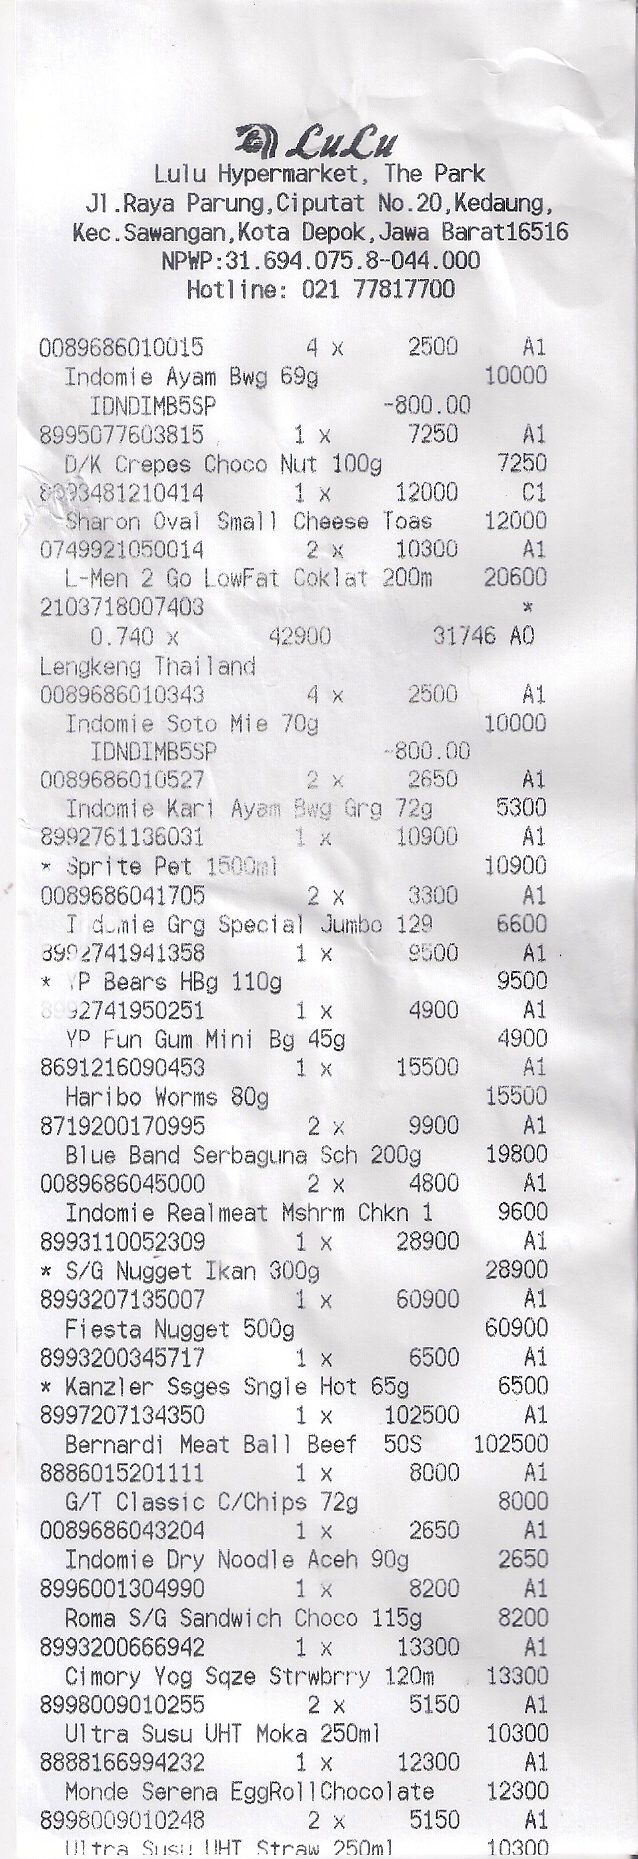 LuLu
Lulu Hypermarket, The Park
Jl.Raya Parung,Ciputat No.20,Kedaung,
Kec.Sawangan,Kota Depok,Jawa Barat16516
NPWP:31.694.075.8-044.000
Hotline: 021 77817700
0089686010015 4 x 2500 A1
Indomie Ayam Bwg 69g 10000
IDNDIMB5SP -800.00
8995077603815 1 x 7250 A1
D/K Crepes Choco Nut 100g 7250
8993481210414 1 x 12000 C1
Sharon Oval Small Cheese Toas 12000
0749921050014 2 x 10300 A1
L-Men 2 Go LowFat Coklat 200m 20600
2103718007403 *
0.740 x 42900 31746 A0
Lengkeng Thailand
0089686010343 4 x 2500 A1
Indomie Soto Mie 70g 10000
IDNDIMB5SP -800.00
0089686010527 2 x 2650 A1
Indomie Kari Ayam Bwg Grg 72g 5300
8992761136031 1 x 10900 A1
* Sprite Pet 1500ml 10900
0089686041705 2 x 3300 A1
Indomie Grg Special Jumbo 129 6600
8992741941358 1 x 9500 A1
* YP Bears HBg 110g 9500
8992741950251 1 x 4900 A1
YP Fun Gum Mini Bg 45g 4900
8691216090453 1 x 15500 A1
Haribo Worms 80g 15500
8719200170995 2 x 9900 A1
Blue Band Serbaguna Sch 200g 19800
0089686045000 2 x 4800 A1
Indomie Realmeat Mshrm Chkn 1 9600
8993110052309 1 x 28900 A1
* S/G Nugget Ikan 300g 28900
8993207135007 1 x 60900 A1
Fiesta Nugget 500g 60900
8993200345717 1 x 6500 A1
* Kanzler Ssges Sngle Hot 65g 6500
8997207134350 1 x 102500 A1
Bernardi Meat Ball Beef 50S 102500
8886015201111 1 x 8000 A1
G/T Classic C/Chips 72g 8000
0089686043204 1 x 2650 A1
Indomie Dry Noodle Aceh 90g 2650
8996001304990 1 x 8200 A1
Roma S/G Sandwich Choco 115g 8200
8993200666942 1 x 13300 A1
Cimory Yog Sqze Strwbrry 120m 13300
8998009010255 2 x 5150 A1
Ultra Susu UHT Moka 250ml 10300
8888166994232 1 x 12300 A1
Monde Serena EggRollChocolate 12300
8998009010248 2 x 5150 A1
Ultra Susu UHT Straw 250ml 10300